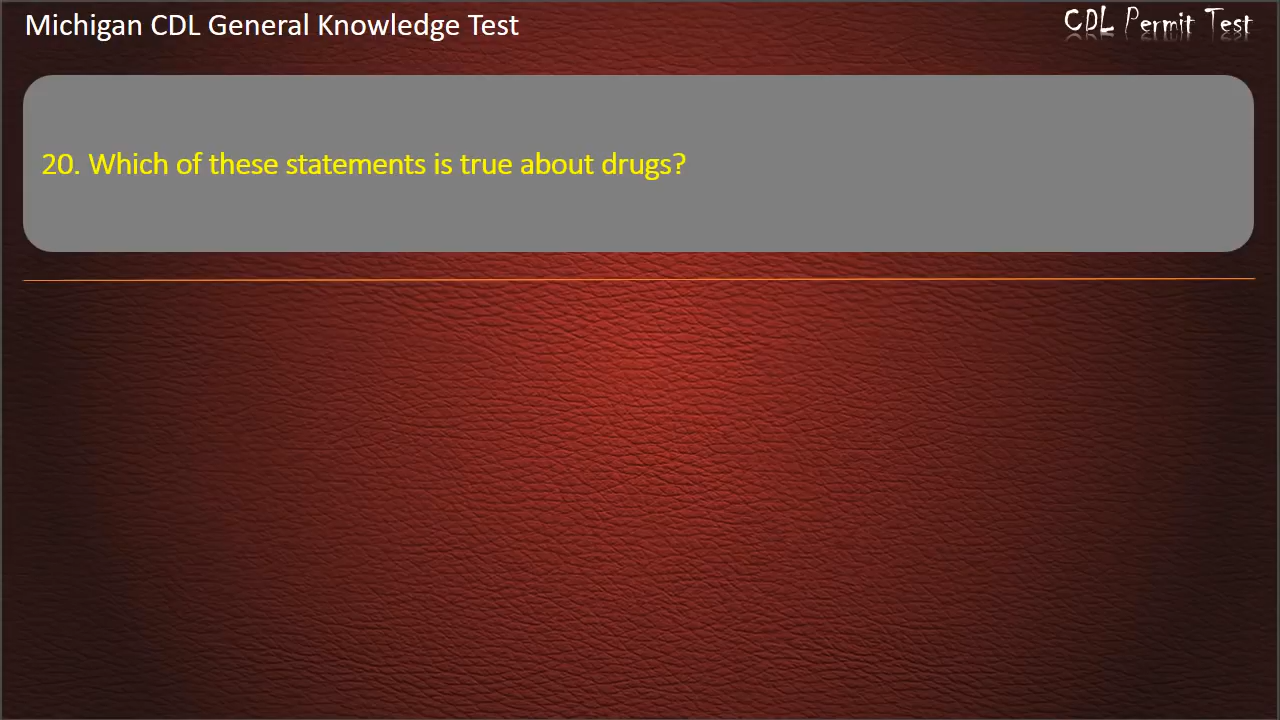 Michigan CDL General Knowledge Test
CDL Permit Test
20. Which of these statements is true about drugs?